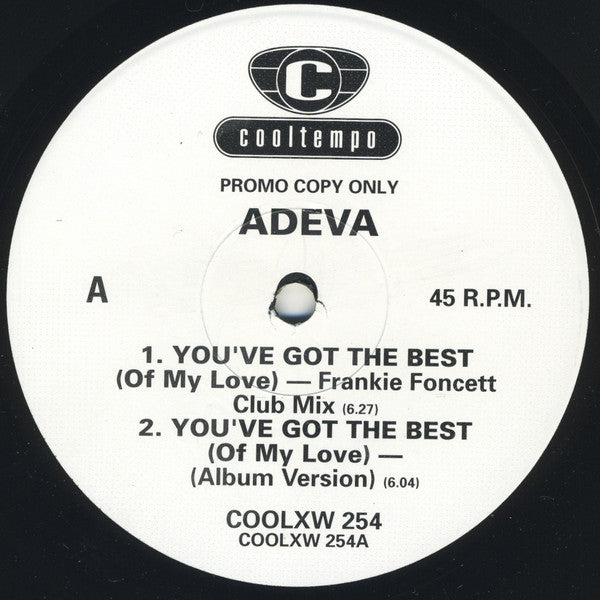 C
cooltempo
PROMO COPY ONLY
ADEVA
A
45 R.P.M.
1. YOU'VE GOT THE BEST
(Of My Love) — Frankie Foncett
Club Mix (6.27)
2. YOU'VE GOT THE BEST
(Of My Love) —
(Album Version) (6.04)
COOLXW 254
COOLXW 254A